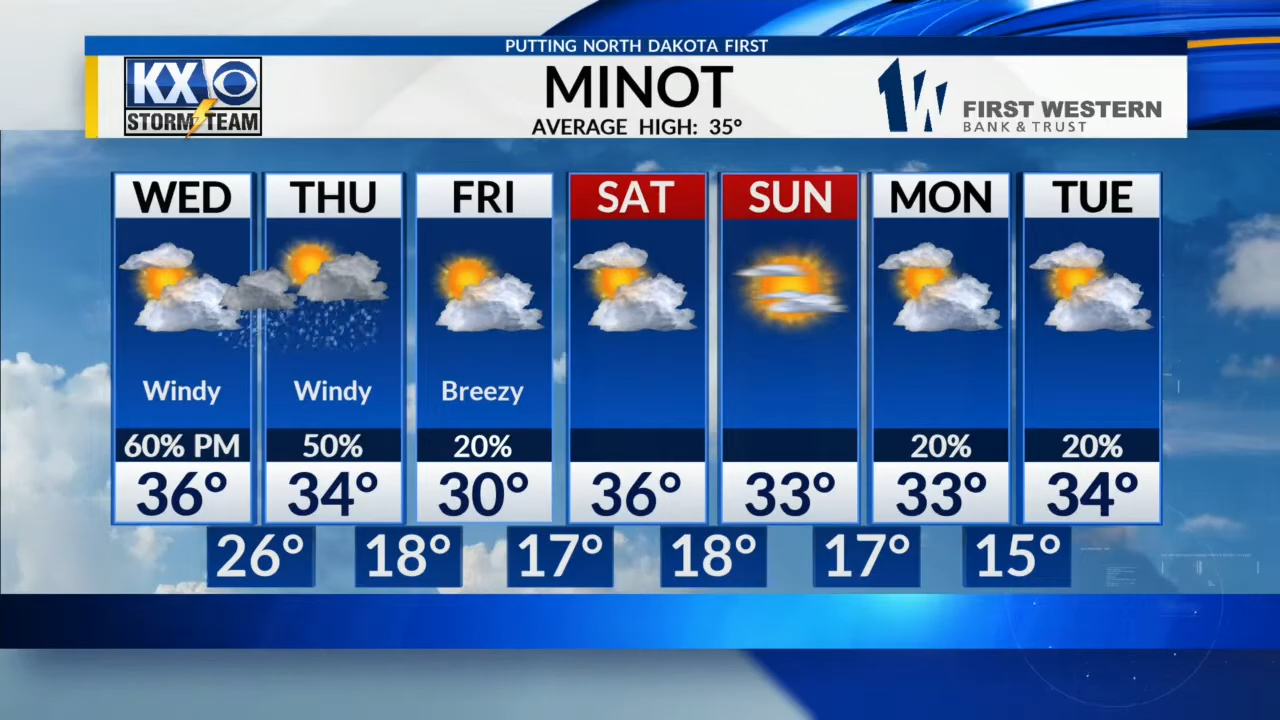 PUTTING NORTH DAKOTA FIRST
KX
STORM TEAM
MINOT
AVERAGE HIGH: 35°
1W
FIRST WESTERN
BANK & TRUST
WED THU FRI SAT SUN MON TUE
Windy Windy Breezy
60% PM 50% 20% 20% 20%
36° 34° 30° 36° 33° 33° 34°
26° 18° 17° 18° 17° 15°